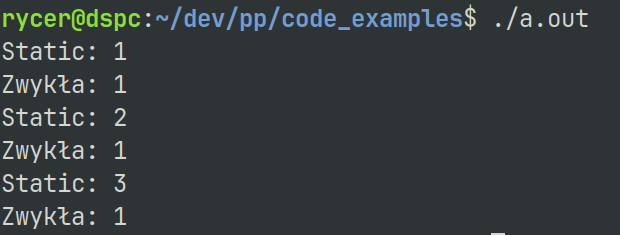 rycer@dspc:~/dev/pp/code_examples$ ./a.out
Static: 1
Zwykła: 1
Static: 2
Zwykła: 1
Static: 3
Zwykła: 1